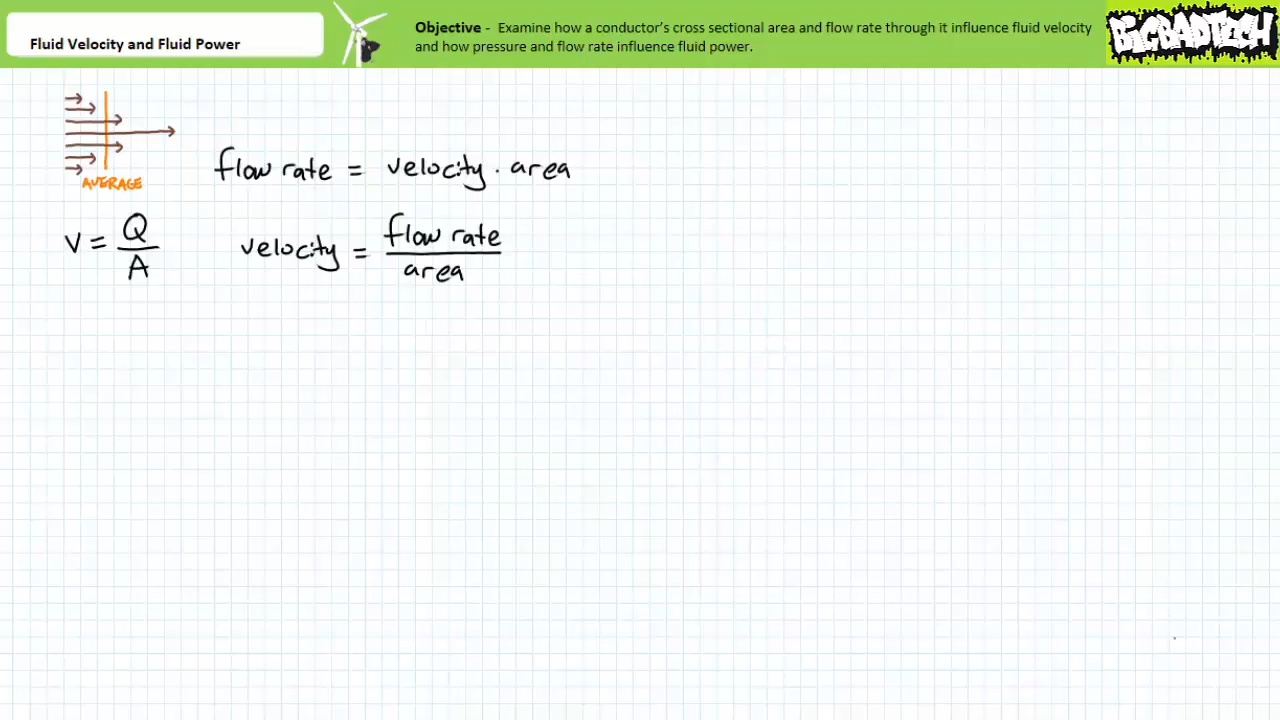 Fluid Velocity and Fluid Power
Objective - Examine how a conductor's cross sectional area and flow rate through it influence fluid velocity
and how pressure and flow rate influence fluid power.
BIGBADTECH
AVERAGE
flow rate = velocity · area
V = Q/A
velocity = flow rate/area